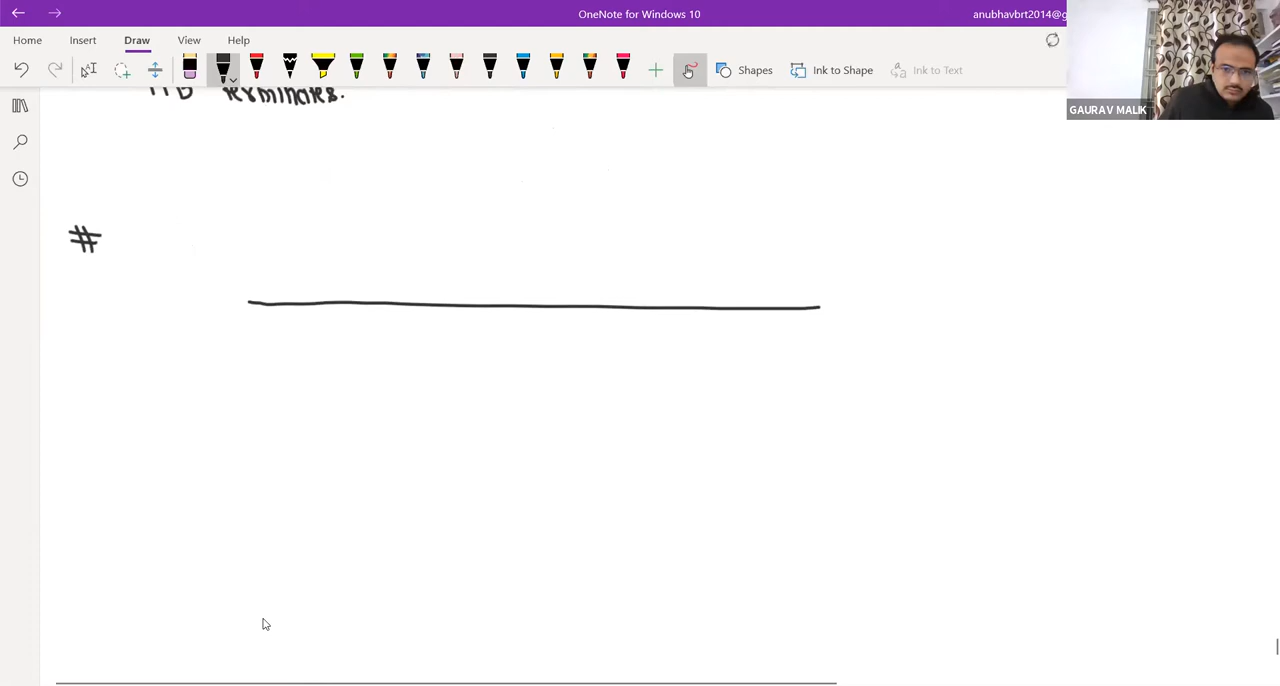 OneNote for Windows 10
anubhavbrt2014@g
Home
Insert
Draw
View
Help
Shapes
Ink to Shape
Ink to Text
GAURAV MALIK
terminates.
#